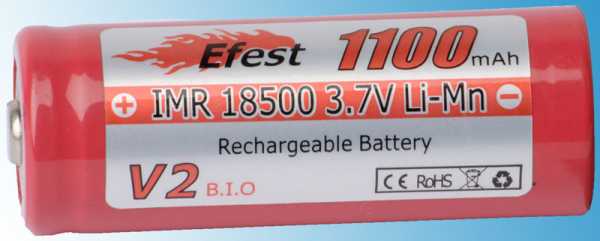 Efest 1100mAh
+ IMR 18500 3.7V Li-Mn -
Rechargeable Battery
V2 B.I.O
CE RoHS